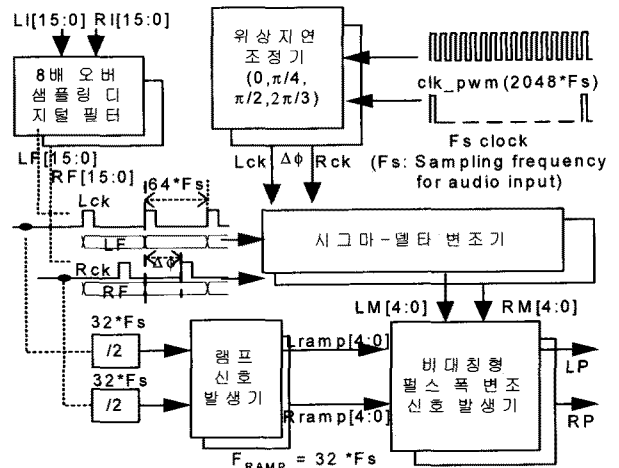 LI[15:0] RI[15:0]
8배 오버
샘플링 디
지털 필터
위상지연
조정기
(0,π/4,
π/2,2π/3)
clk_pwm(2048*Fs)
Fs clock
(Fs: Sampling frequency
for audio input)
LF[15:0]
RF[15:0]
Lck Δφ Rck
64*Fs
Lck
LF
시그마-델타 변조기
Rck
Δφ
RF
LM[4:0] RM[4:0]
32*Fs
/2
32*Fs
/2
램프
신호
발생기
Lramp[4:0]
Rramp[4:0]
비대칭형
펄스 폭 변조
신호 발생기
LP
RP
FRAMP = 32 *Fs